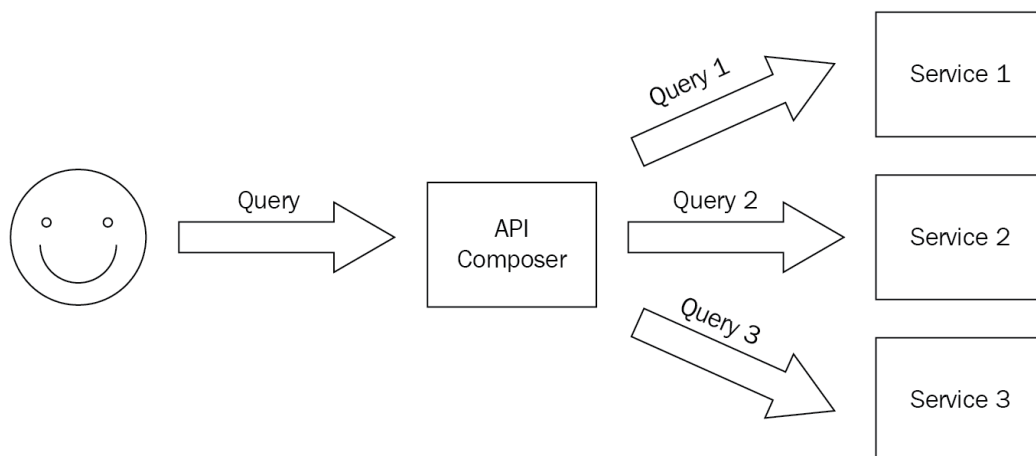 Query
API
Composer
Query 1
Query 2
Query 3
Service 1
Service 2
Service 3